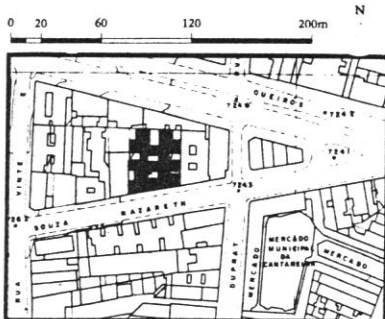 N
0 20 60 120 200m
QUEIROS
7248
7242
7247
VINTE E
7243
SOUZA NAZARETH
RUA
DUPRAT
MERCADO
MERCADO
MUNICIPAL
DA
CANTAREIRA
MERCADO